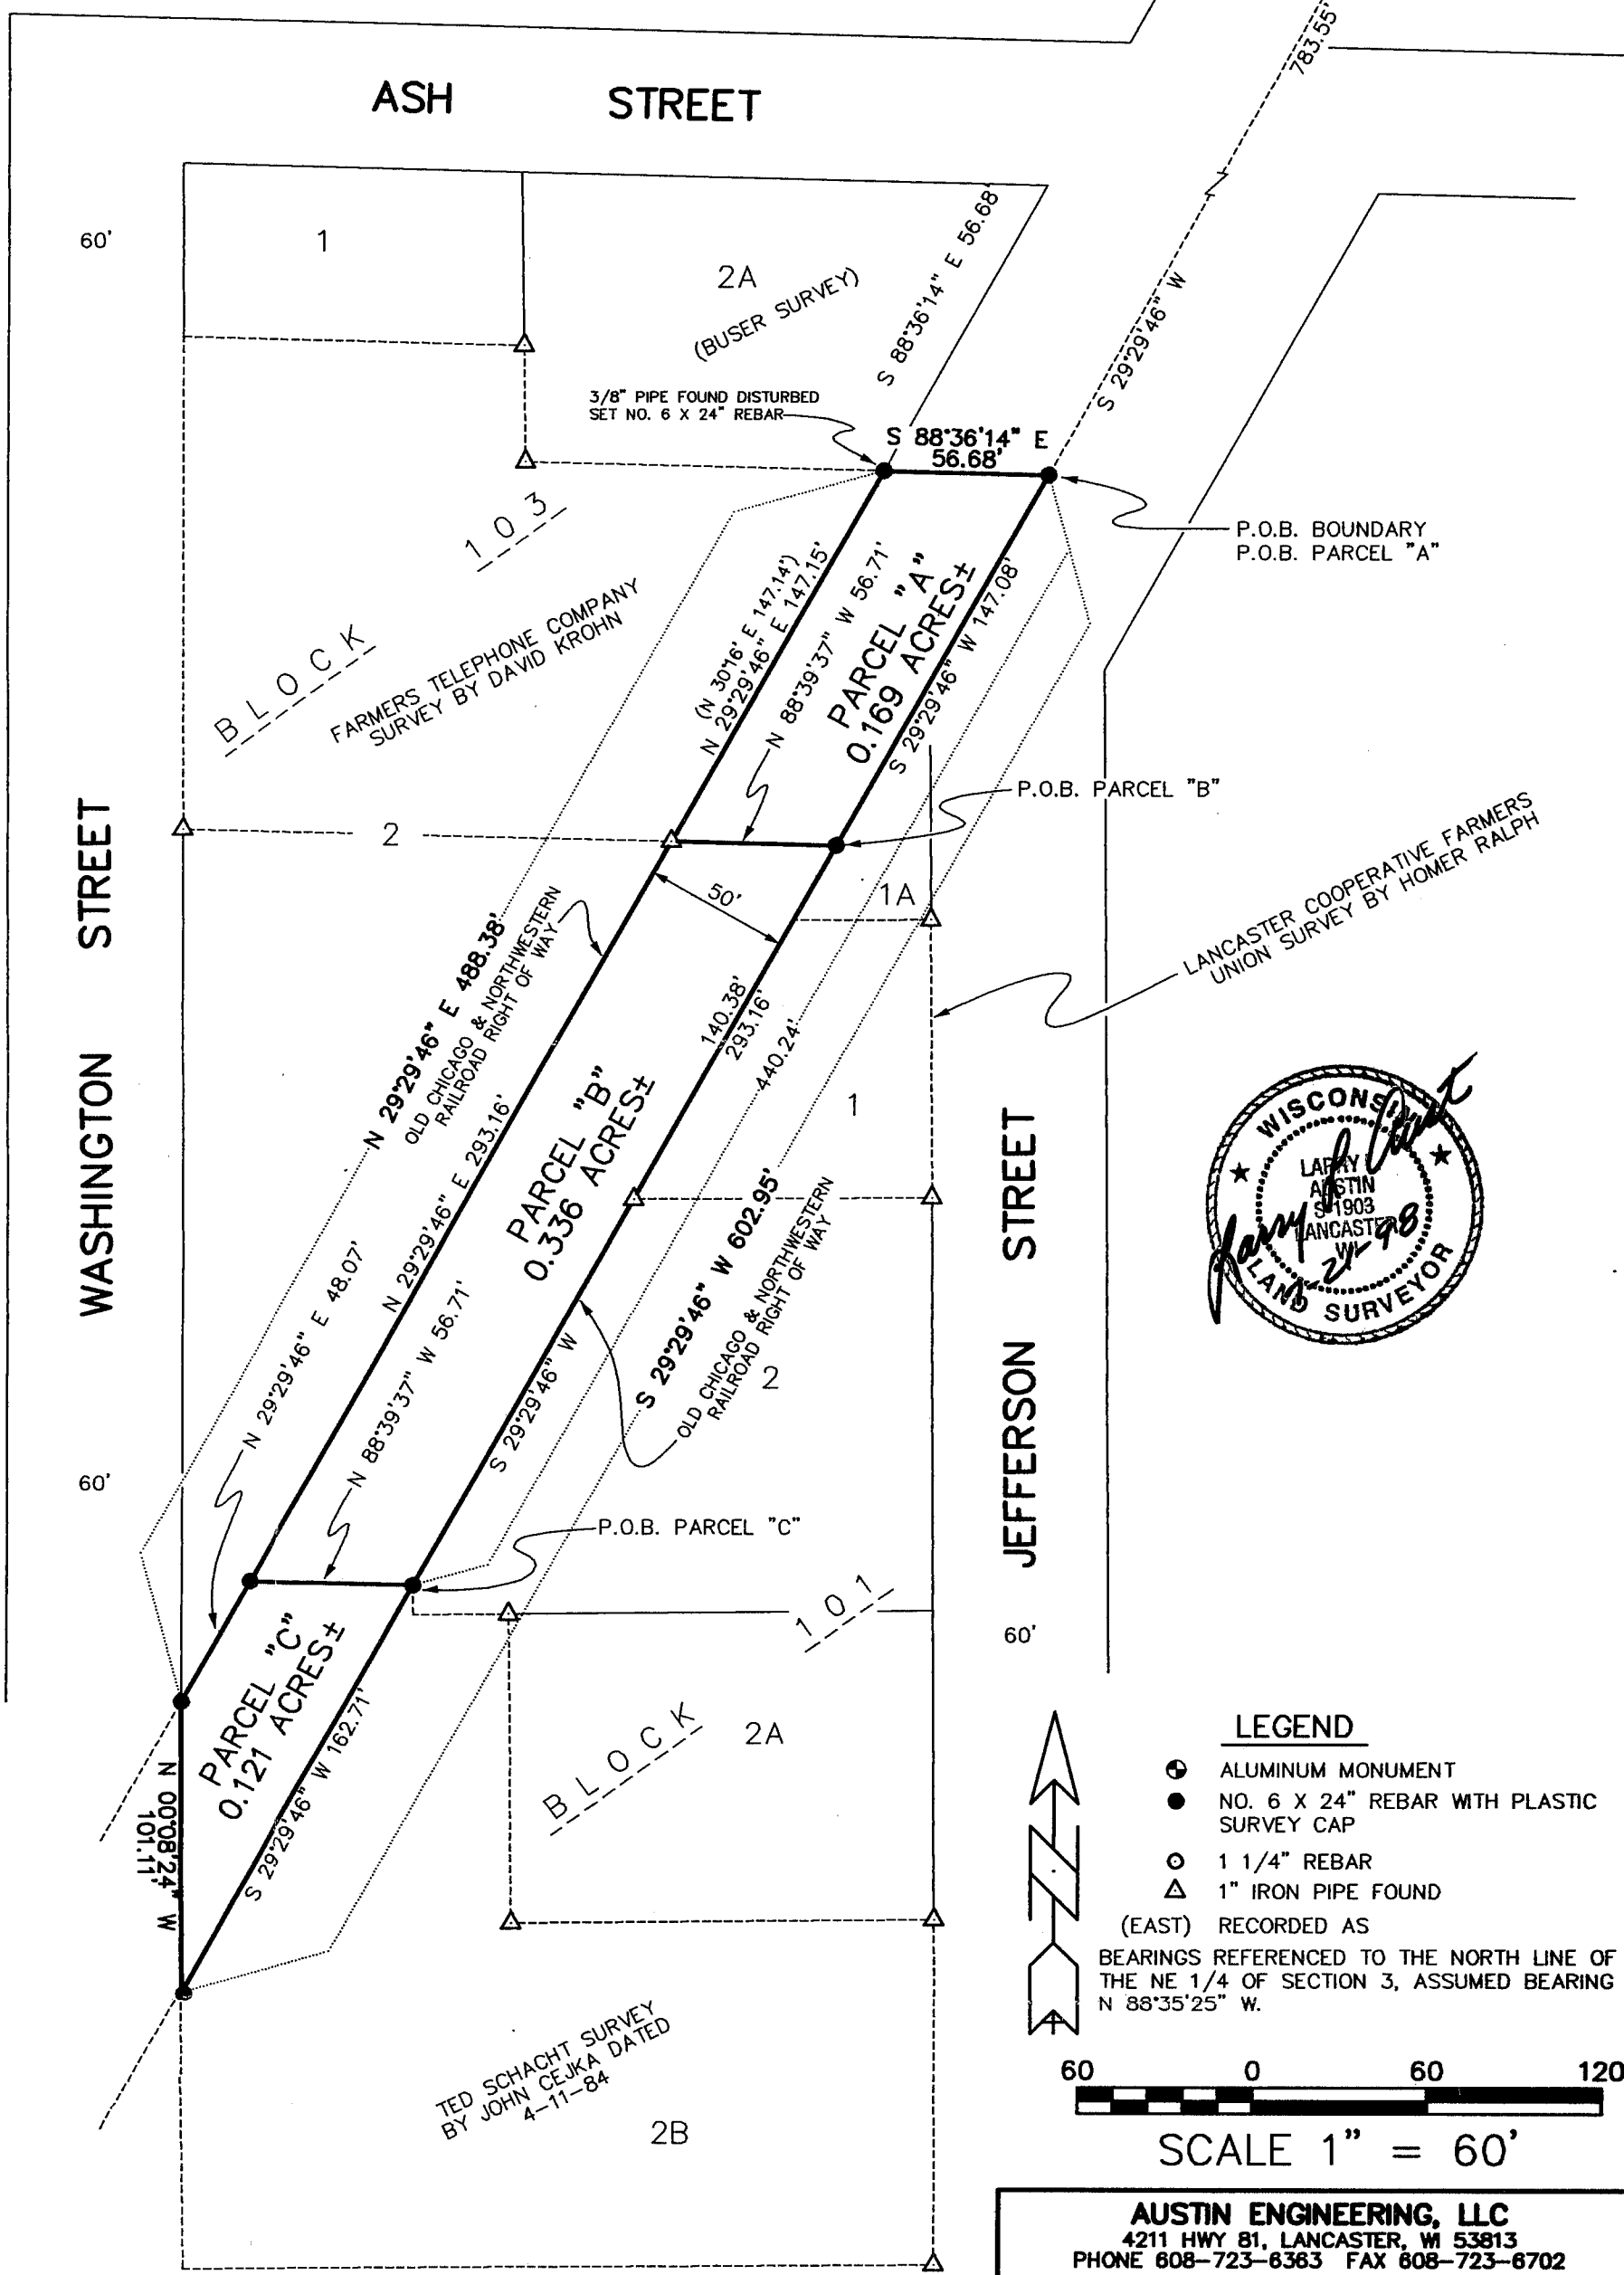 783.55'
ASH STREET
60'
1
2A
(BUSER SURVEY)
S 88°36'14" E 56.68'
S 29°29'46" W
3/8" PIPE FOUND DISTURBED
SET NO. 6 X 24" REBAR
S 88°36'14" E
56.68'
P.O.B. BOUNDARY
P.O.B. PARCEL "A"
103
BLOCK
FARMERS TELEPHONE COMPANY
SURVEY BY DAVID KROHN
(N 30°16' E 147.14')
N 29°29'46" E 147.15'
N 88°39'37" W 56.71'
PARCEL "A"
0.169 ACRES±
S 29°29'46" W 147.08'
P.O.B. PARCEL "B"
2
50'
1A
LANCASTER COOPERATIVE FARMERS
UNION SURVEY BY HOMER RALPH
WASHINGTON STREET
N 29°29'46" E 488.38'
OLD CHICAGO & NORTHWESTERN
RAILROAD RIGHT OF WAY
N 29°29'46" E 293.16'
140.38'
293.16'
440.24'
PARCEL "B"
0.336 ACRES±
1
S 29°29'46" W 602.95'
OLD CHICAGO & NORTHWESTERN
RAILROAD RIGHT OF WAY
2
JEFFERSON STREET
WISCONSIN
LARRY
AUSTIN
S-1903
LANCASTER
WI
LAND SURVEYOR
N 29°29'46" E 48.07'
N 88°39'37" W 56.71'
S 29°29'46" W
60'
P.O.B. PARCEL "C"
101
BLOCK
60'
PARCEL "C"
0.121 ACRES±
S 29°29'46" W 162.71'
N 00°08'24" W
101.11'
2A
LEGEND
ALUMINUM MONUMENT
NO. 6 X 24" REBAR WITH PLASTIC
SURVEY CAP
1 1/4" REBAR
1" IRON PIPE FOUND
(EAST) RECORDED AS
BEARINGS REFERENCED TO THE NORTH LINE OF
THE NE 1/4 OF SECTION 3, ASSUMED BEARING
N 88°35'25" W.
N
TED SCHACHT SURVEY
BY JOHN CEJKA DATED
4-11-84
2B
60 0 60 120
SCALE 1" = 60'
AUSTIN ENGINEERING, LLC
4211 HWY 81, LANCASTER, WI 53813
PHONE 608-723-6363 FAX 608-723-6702